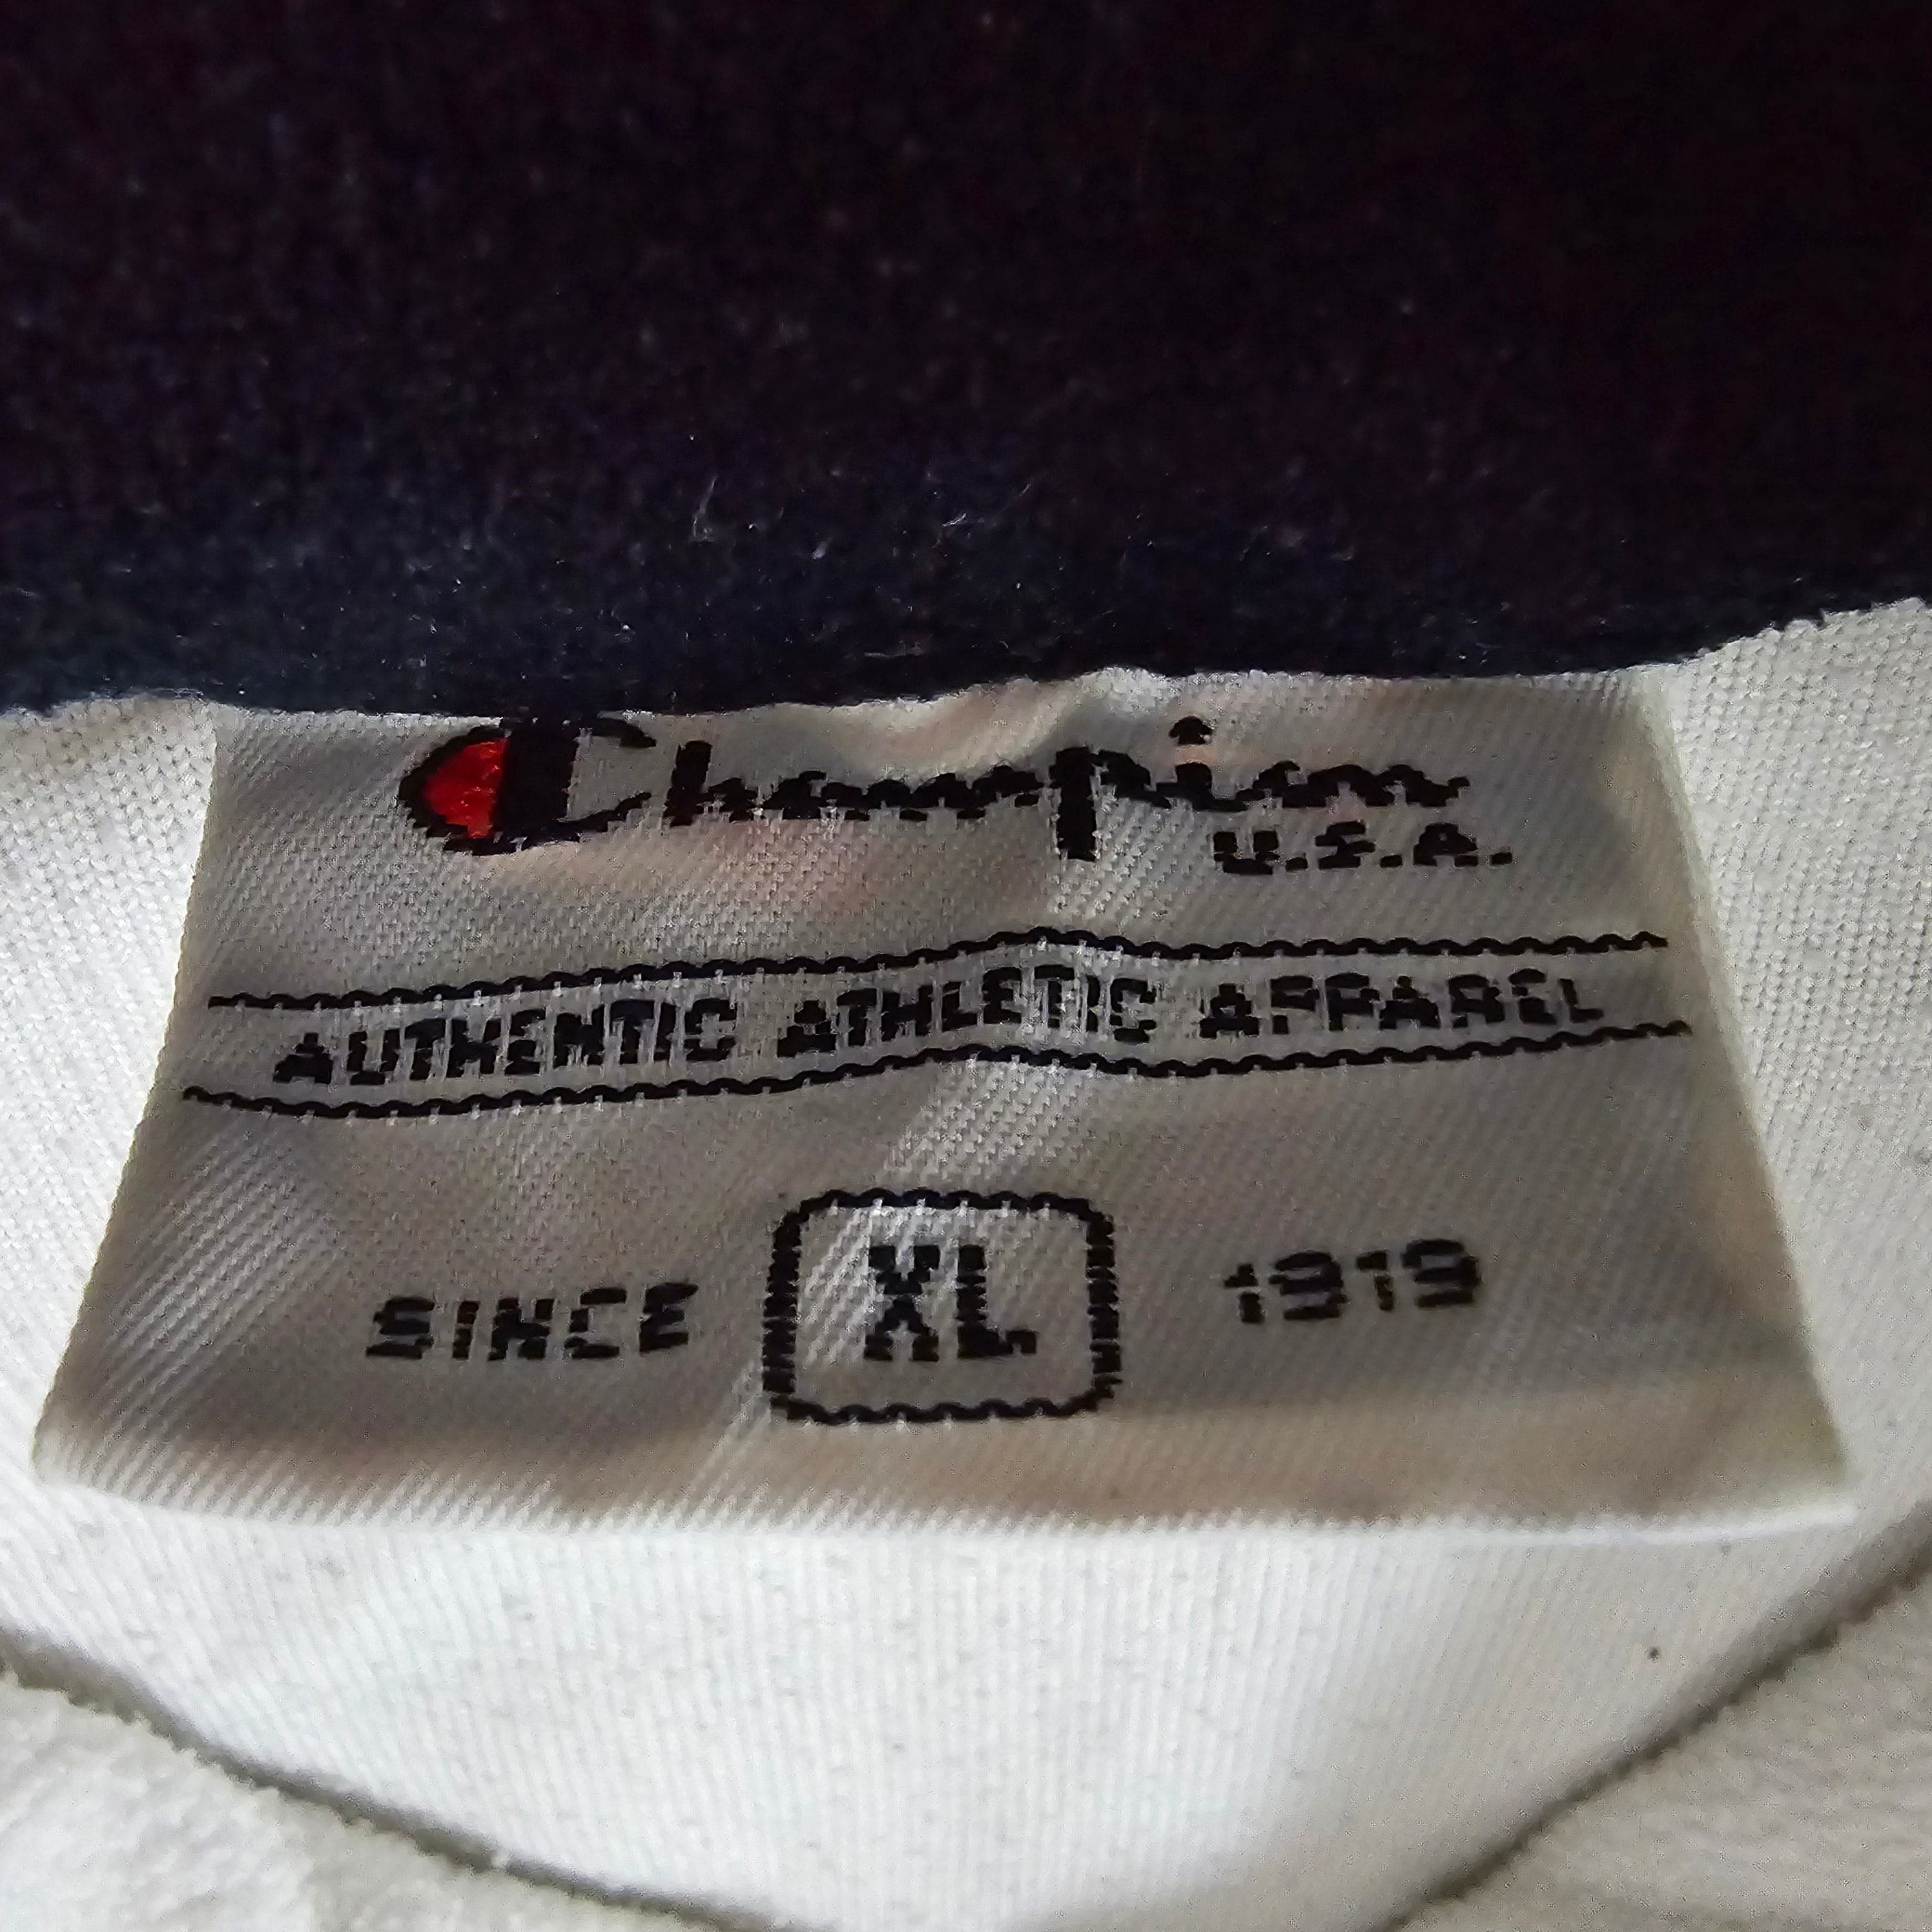 Champion
U.S.A.
AUTHENTIC ATHLETIC APPAREL
SINCE XL 1919